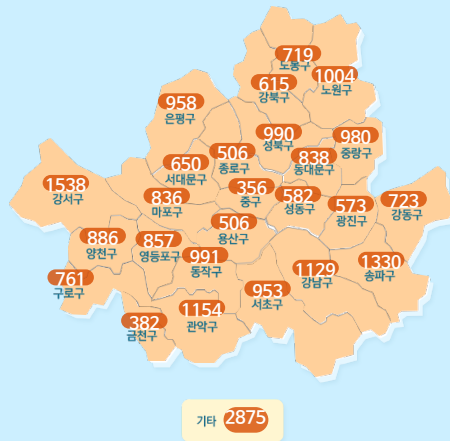 719
도봉구
1004
노원구
615
강북구
958
은평구
990
성북구
980
중랑구
506
종로구
838
동대문구
650
서대문구
1538
강서구
836
마포구
356
중구
582
성동구
573
광진구
723
강동구
506
용산구
886
양천구
857
영등포구
991
동작구
761
구로구
1129
강남구
1330
송파구
953
서초구
1154
관악구
382
금천구
기타 2875